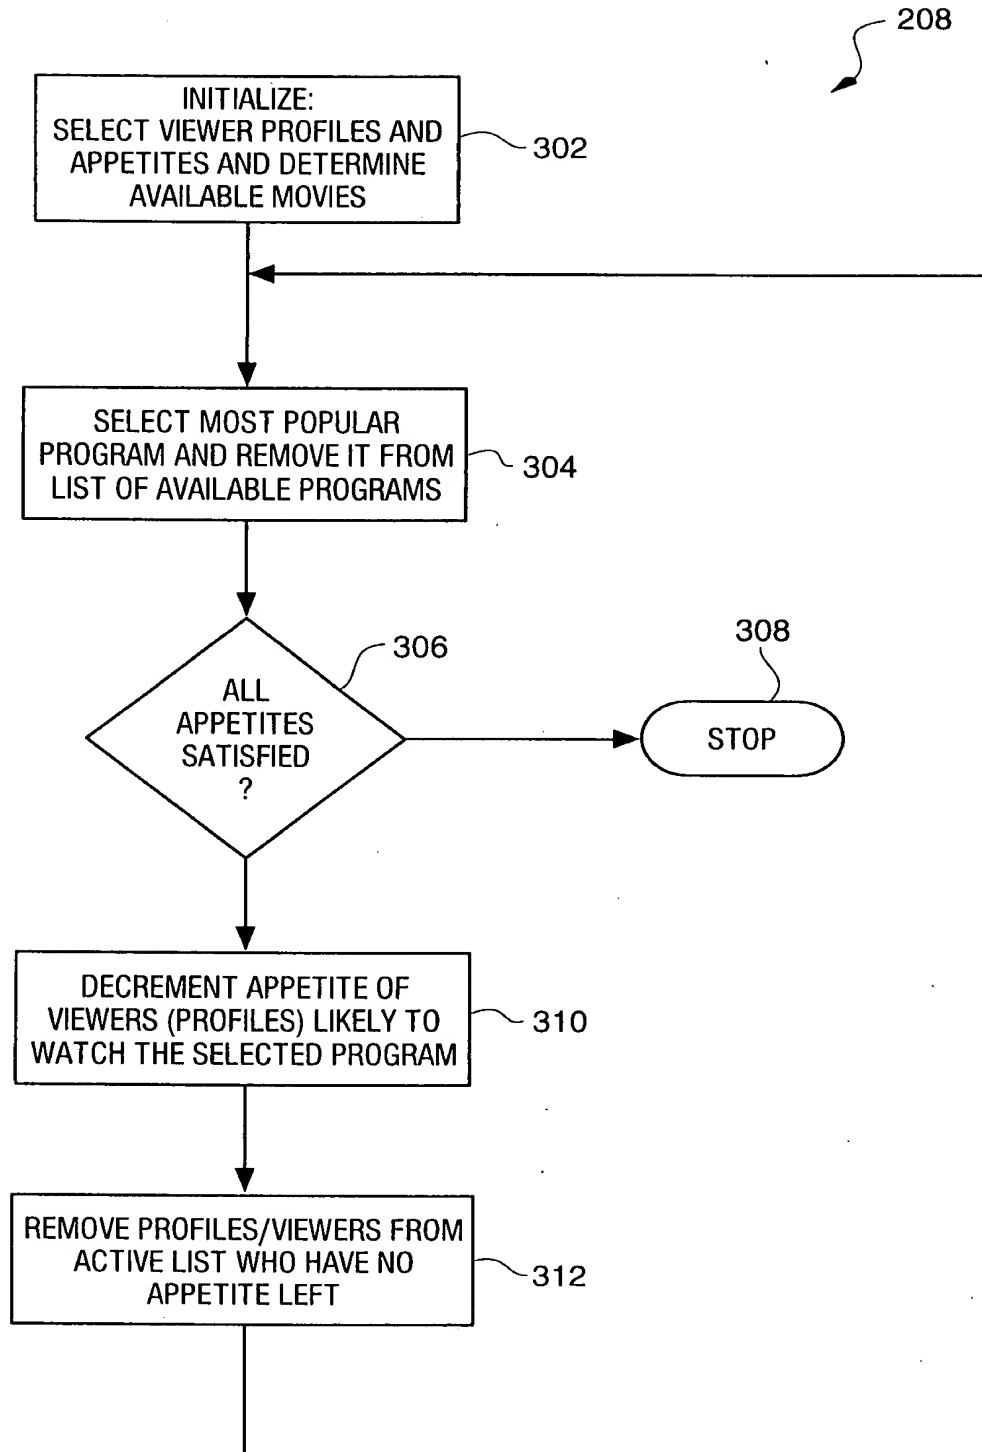 208
INITIALIZE:
SELECT VIEWER PROFILES AND
APPETITES AND DETERMINE
AVAILABLE MOVIES
302
SELECT MOST POPULAR
PROGRAM AND REMOVE IT FROM
LIST OF AVAILABLE PROGRAMS
304
306
ALL
APPETITES
SATISFIED
?
308
STOP
DECREMENT APPETITE OF
VIEWERS (PROFILES) LIKELY TO
WATCH THE SELECTED PROGRAM
310
REMOVE PROFILES/VIEWERS FROM
ACTIVE LIST WHO HAVE NO
APPETITE LEFT
312